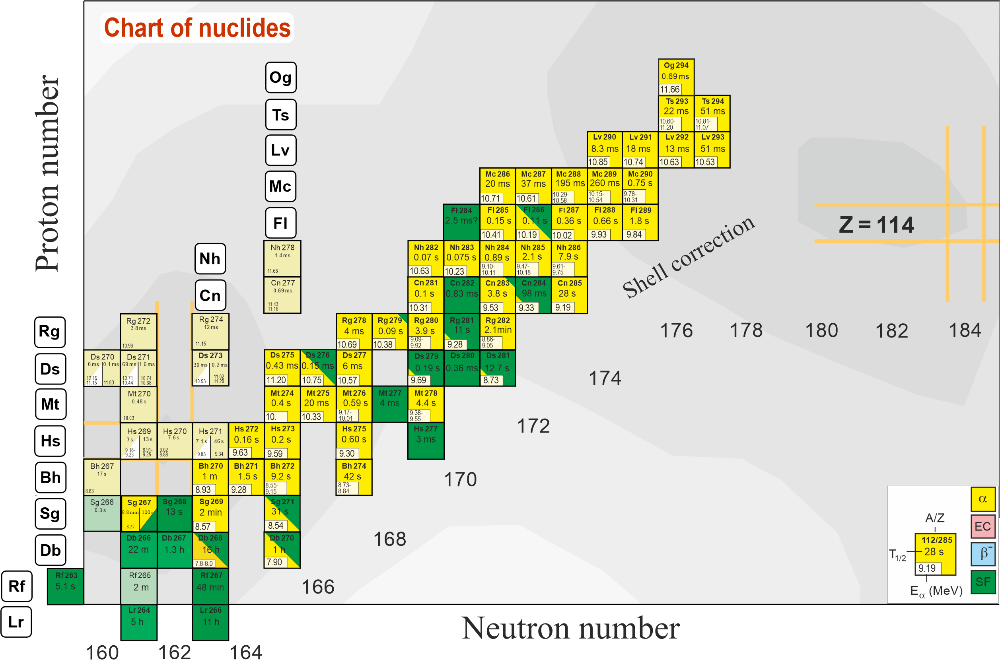 Chart of nuclides
Proton number
Og
Og 294
0.69 ms
11.66
Ts
Ts 293
22 ms
10.60-
11.20
Ts 294
51 ms
10.81-
11.07
Lv
Lv 290
8.3 ms
10.85
Lv 291
18 ms
10.74
Lv 292
13 ms
10.63
Lv 293
51 ms
10.53
Mc
Mc 286
20 ms
10.71
Mc 287
37 ms
10.61
Mc 288
195 ms
10.29-
10.58
Mc 289
260 ms
10.15-
10.54
Mc 290
0.75 s
9.78-
10.31
Fl
Fl 284
2.5 ms?
Fl 285
0.15 s
10.41
Fl 286
0.11 s
10.19
Fl 287
0.36 s
10.02
Fl 288
0.66 s
9.93
Fl 289
1.8 s
9.84
Z = 114
Shell correction
Nh
Nh 278
1.4 ms
11.68
Nh 282
0.07 s
10.63
Nh 283
0.075 s
10.23
Nh 284
0.89 s
9.10-
10.11
Nh 285
2.1 s
9.47-
10.18
Nh 286
7.9 s
9.61-
9.75
Cn
Cn 277
0.69 ms
11.43
11.16
Cn 281
0.1 s
10.31
Cn 282
0.83 ms
Cn 283
3.8 s
9.53
Cn 284
98 ms
9.33
Cn 285
28 s
9.19
Rg
Rg 272
3.8 ms
10.99
Rg 274
12 ms
11.15
Rg 278
4 ms
10.69
Rg 279
0.09 s
10.38
Rg 280
3.9 s
9.09-
9.92
Rg 281
11 s
9.28
Rg 282
2.1min
8.86-
9.05
176 178 180 182 184
Ds
Ds 270
6 ms 0.1 ms
12.15
11.15 11.03
Ds 271
69 ms 1.6 ms
10.71 10.74
10.44 10.68
Ds 273
30 ms 0.2 ms
11.02
10.93 11.20
Ds 275
0.43 ms
11.20
Ds 276
0.15 ms
10.75
Ds 277
6 ms
10.57
Ds 279
0.19 s
9.69
Ds 280
0.36 ms
Ds 281
12.7 s
8.73
174
Mt
Mt 270
0.48 s
10.03
Mt 274
0.4 s
10.
Mt 275
20 ms
10.33
Mt 276
0.59 s
9.17-
10.01
Mt 277
4 ms
Mt 278
4.4 s
9.38-
9.55
172
Hs
Hs 269
3 s 13 s
9.18- 8.91-
9.23 9.25
Hs 270
7.6 s
9.02
8.88
Hs 271
7.1 s 46 s
9.05 9.34
Hs 272
0.16 s
9.63
Hs 273
0.2 s
9.59
Hs 275
0.60 s
9.30
Hs 277
3 ms
170
Bh
Bh 267
17 s
8.83
Bh 270
1 m
8.93
Bh 271
1.5 s
9.28
Bh 272
9.2 s
8.55-
9.15
Bh 274
42 s
8.73-
8.84
Sg
Sg 266
0.3 s
Sg 267
9.8 min 100 s
8.27
Sg 268
13 s
Sg 269
2 min
8.57
Sg 271
31 s
8.54
168
Db
Db 266
22 m
Db 267
1.3 h
Db 268
16 h
7.8-8.0
Db 270
1 h
7.90
166
Rf
Rf 263
5.1 s
Rf 265
2 m
Rf 267
48 min
Lr
Lr 264
5 h
Lr 266
11 h
160 162 164
Neutron number
A/Z
112/285
T1/2
28 s
9.19
Eα (MeV)
α
EC
β-
SF